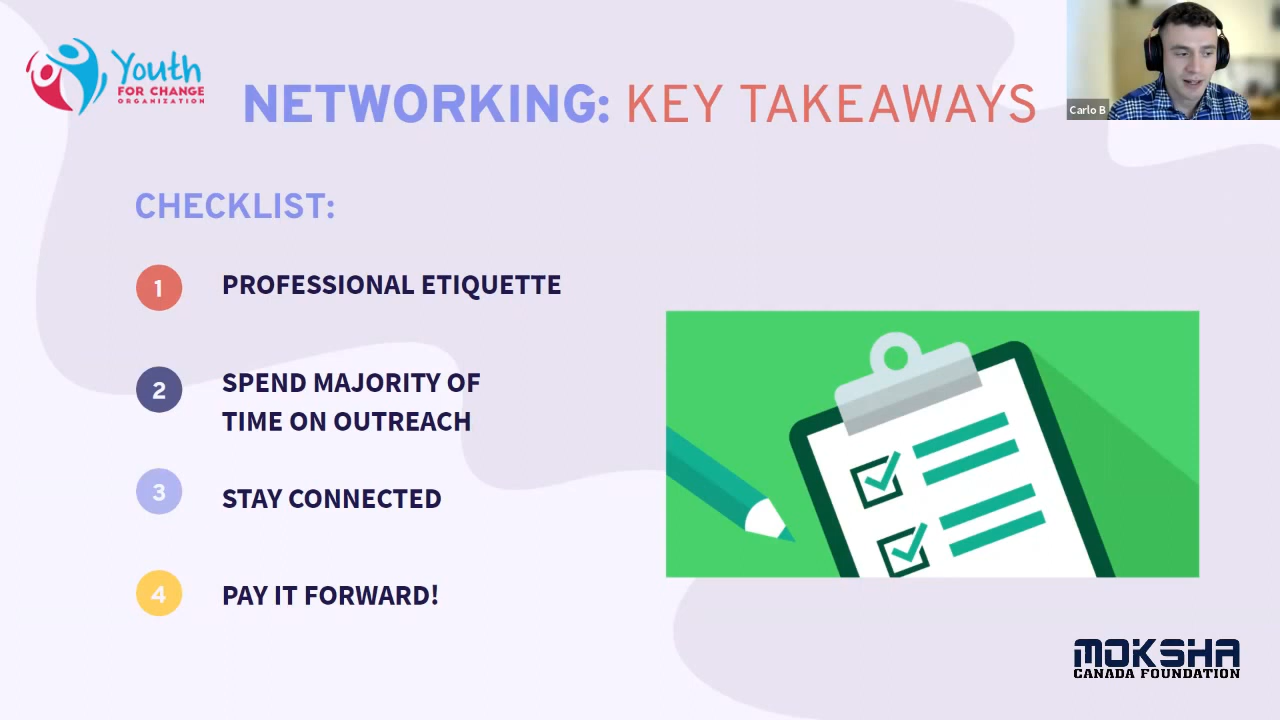 Youth
FOR CHANGE
ORGANIZATION
NETWORKING: KEY TAKEAWAYS
Carlo B
CHECKLIST:
1 PROFESSIONAL ETIQUETTE
2 SPEND MAJORITY OF
TIME ON OUTREACH
3 STAY CONNECTED
4 PAY IT FORWARD!
MOKSHA
CANADA FOUNDATION